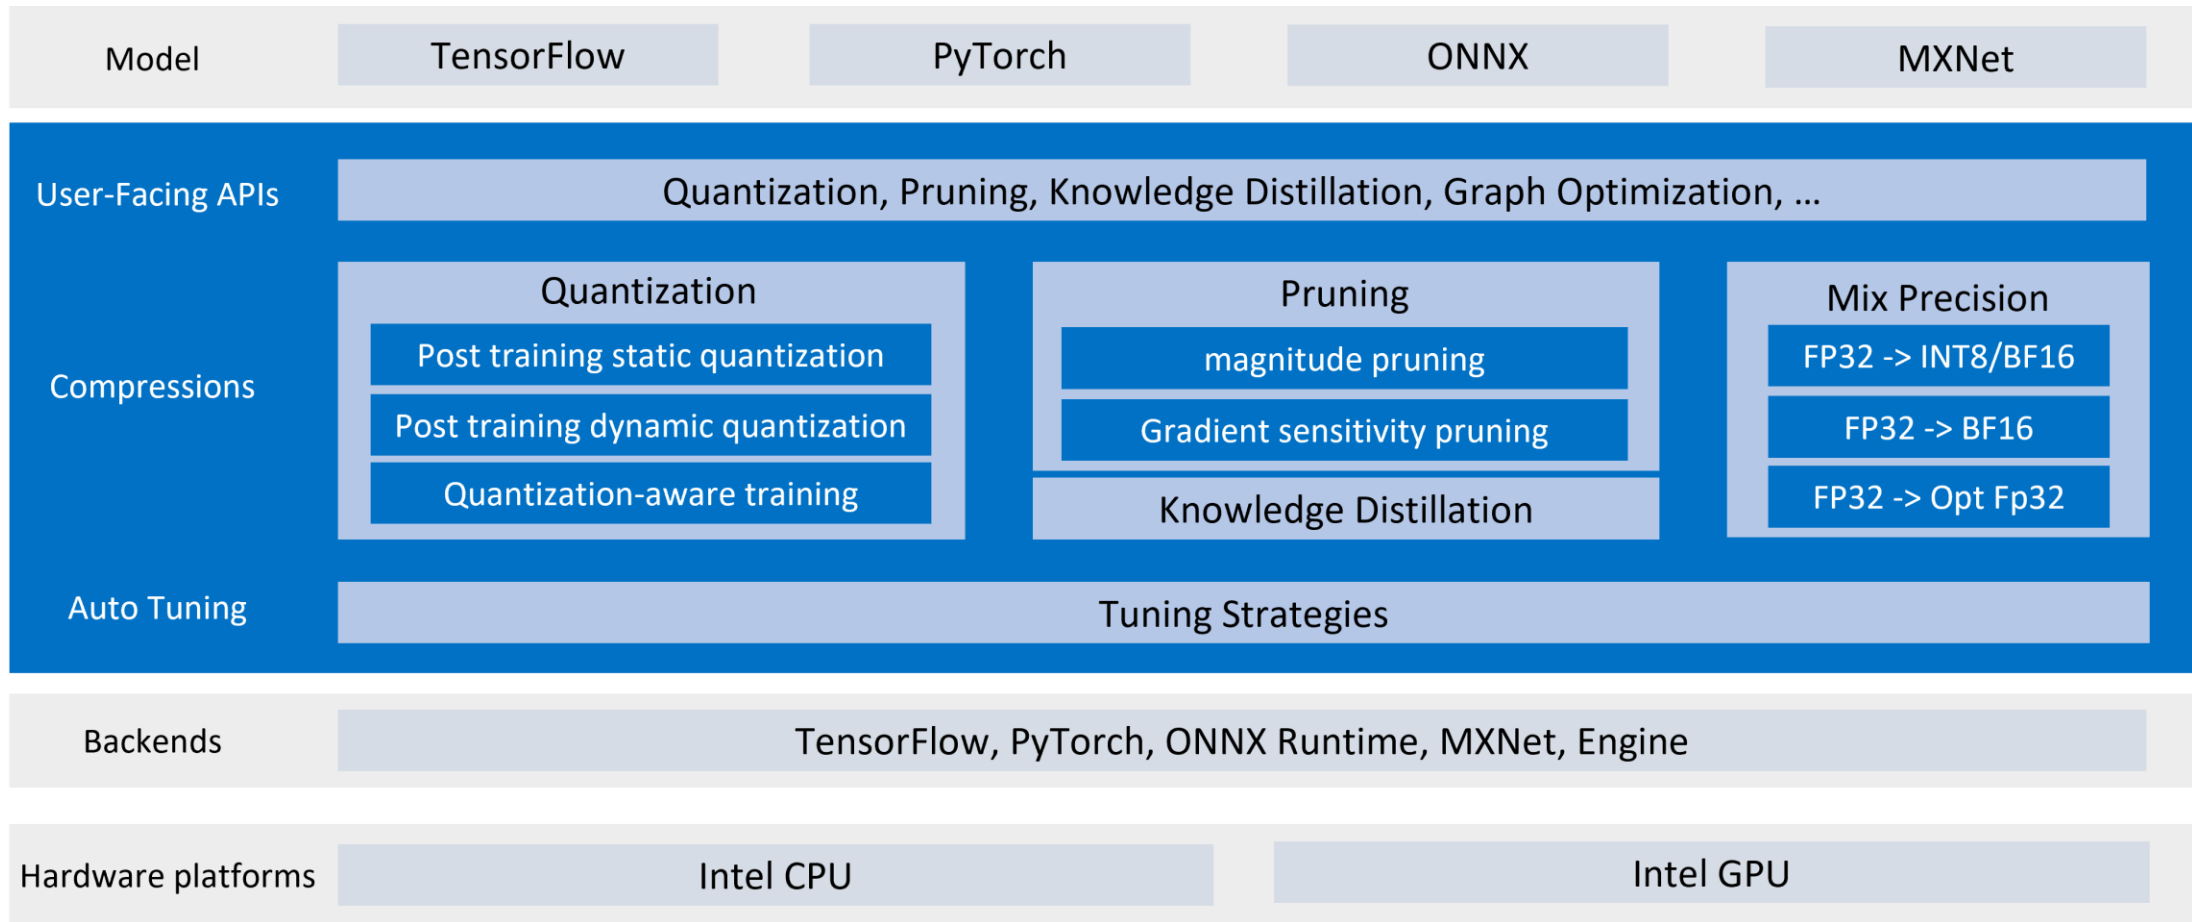 Model
TensorFlow
PyTorch
ONNX
MXNet
User-Facing APIs
Quantization, Pruning, Knowledge Distillation, Graph Optimization, ...
Compressions
Quantization
Post training static quantization
Post training dynamic quantization
Quantization-aware training
Pruning
magnitude pruning
Gradient sensitivity pruning
Knowledge Distillation
Mix Precision
FP32 -> INT8/BF16
FP32 -> BF16
FP32 -> Opt Fp32
Auto Tuning
Tuning Strategies
Backends
TensorFlow, PyTorch, ONNX Runtime, MXNet, Engine
Hardware platforms
Intel CPU
Intel GPU